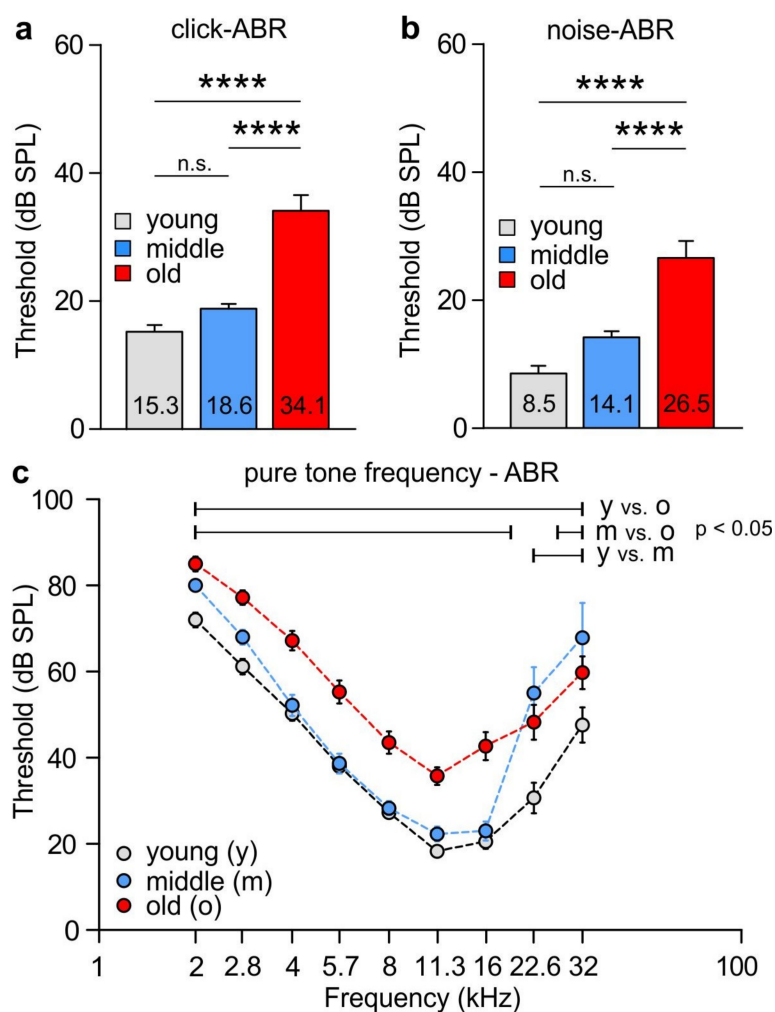 a click-ABR
60
40
20
0
Threshold (dB SPL)
****
****
n.s.
young
middle
old
15.3 18.6 34.1
b noise-ABR
60
40
20
0
Threshold (dB SPL)
****
****
n.s.
young
middle
old
8.5 14.1 26.5
c pure tone frequency - ABR
100
80
60
40
20
0
Threshold (dB SPL)
y vs. o
m vs. o p < 0.05
y vs. m
young (y)
middle (m)
old (o)
1 2 2.8 4 5.7 8 11.3 16 22.6 32 100
Frequency (kHz)